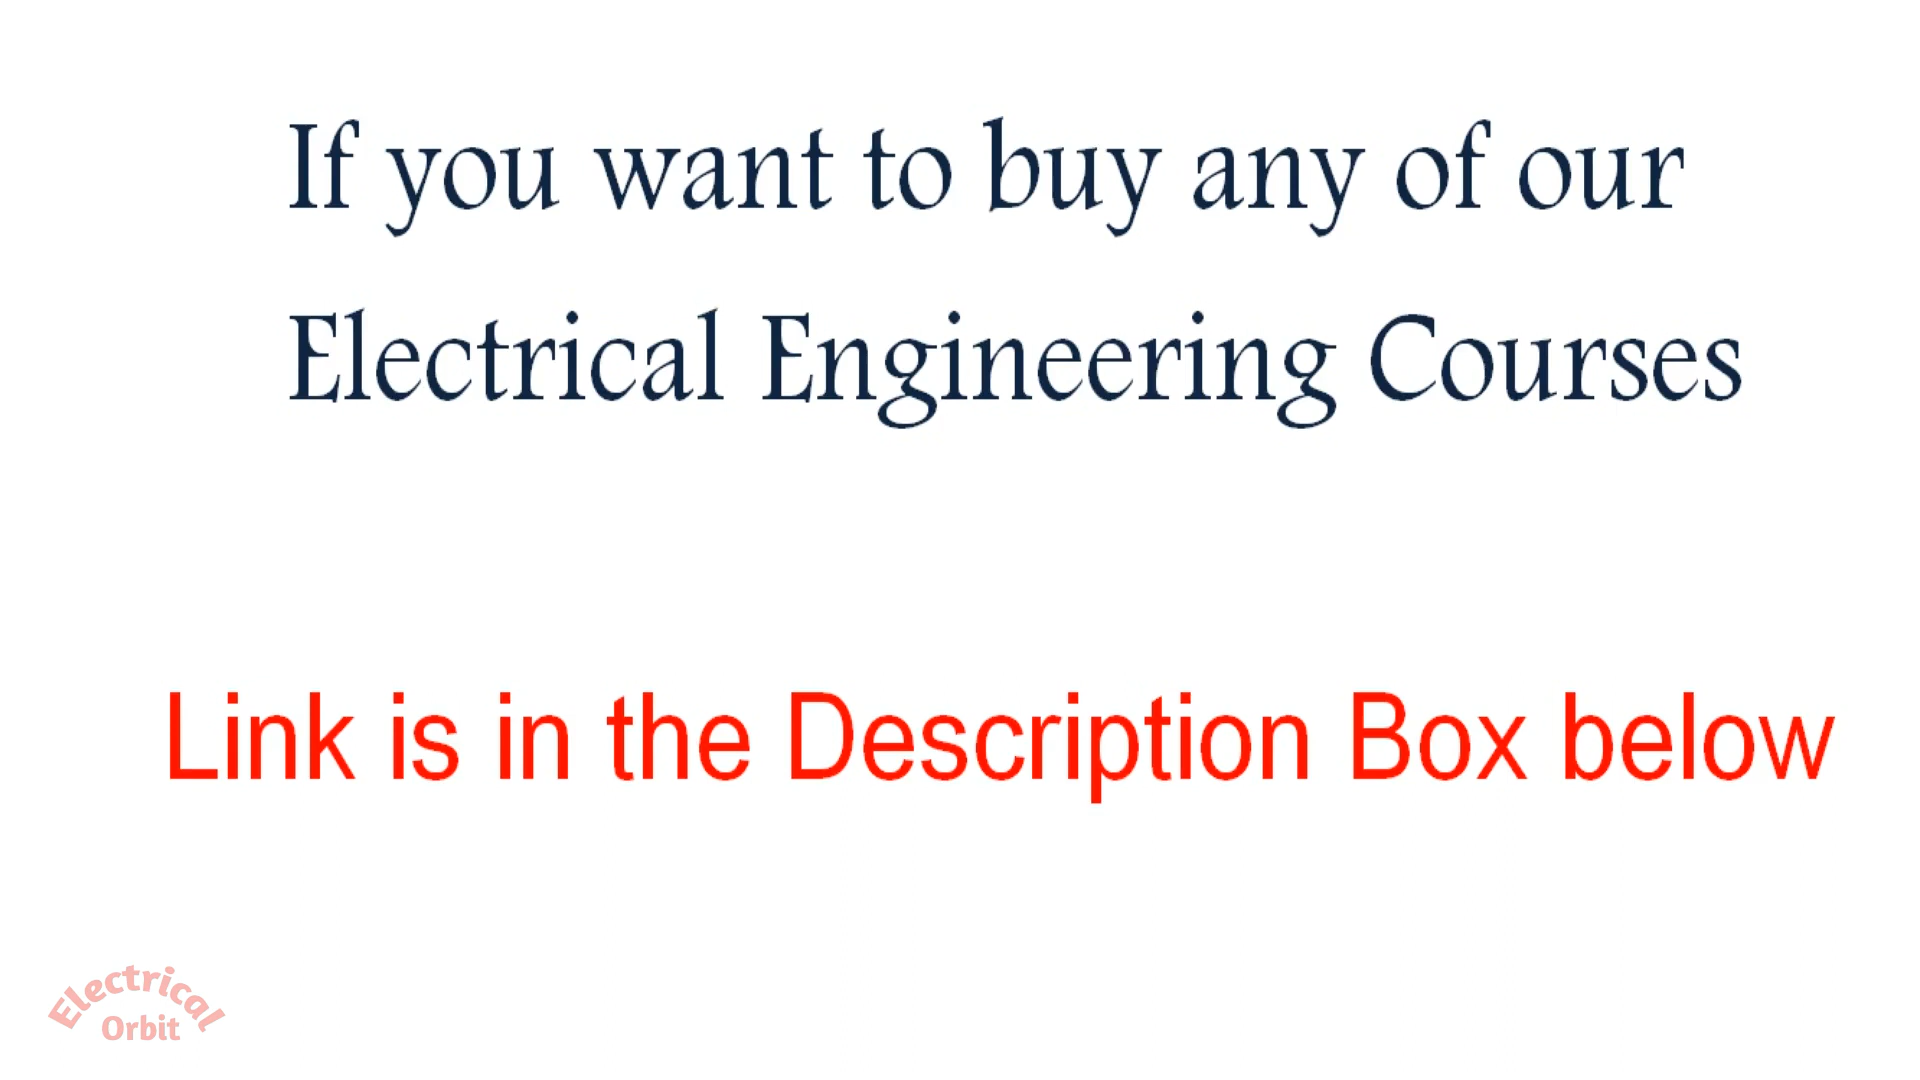 If you want to buy any of our
Electrical Engineering Courses
Link is in the Description Box below
Electrical
Orbit